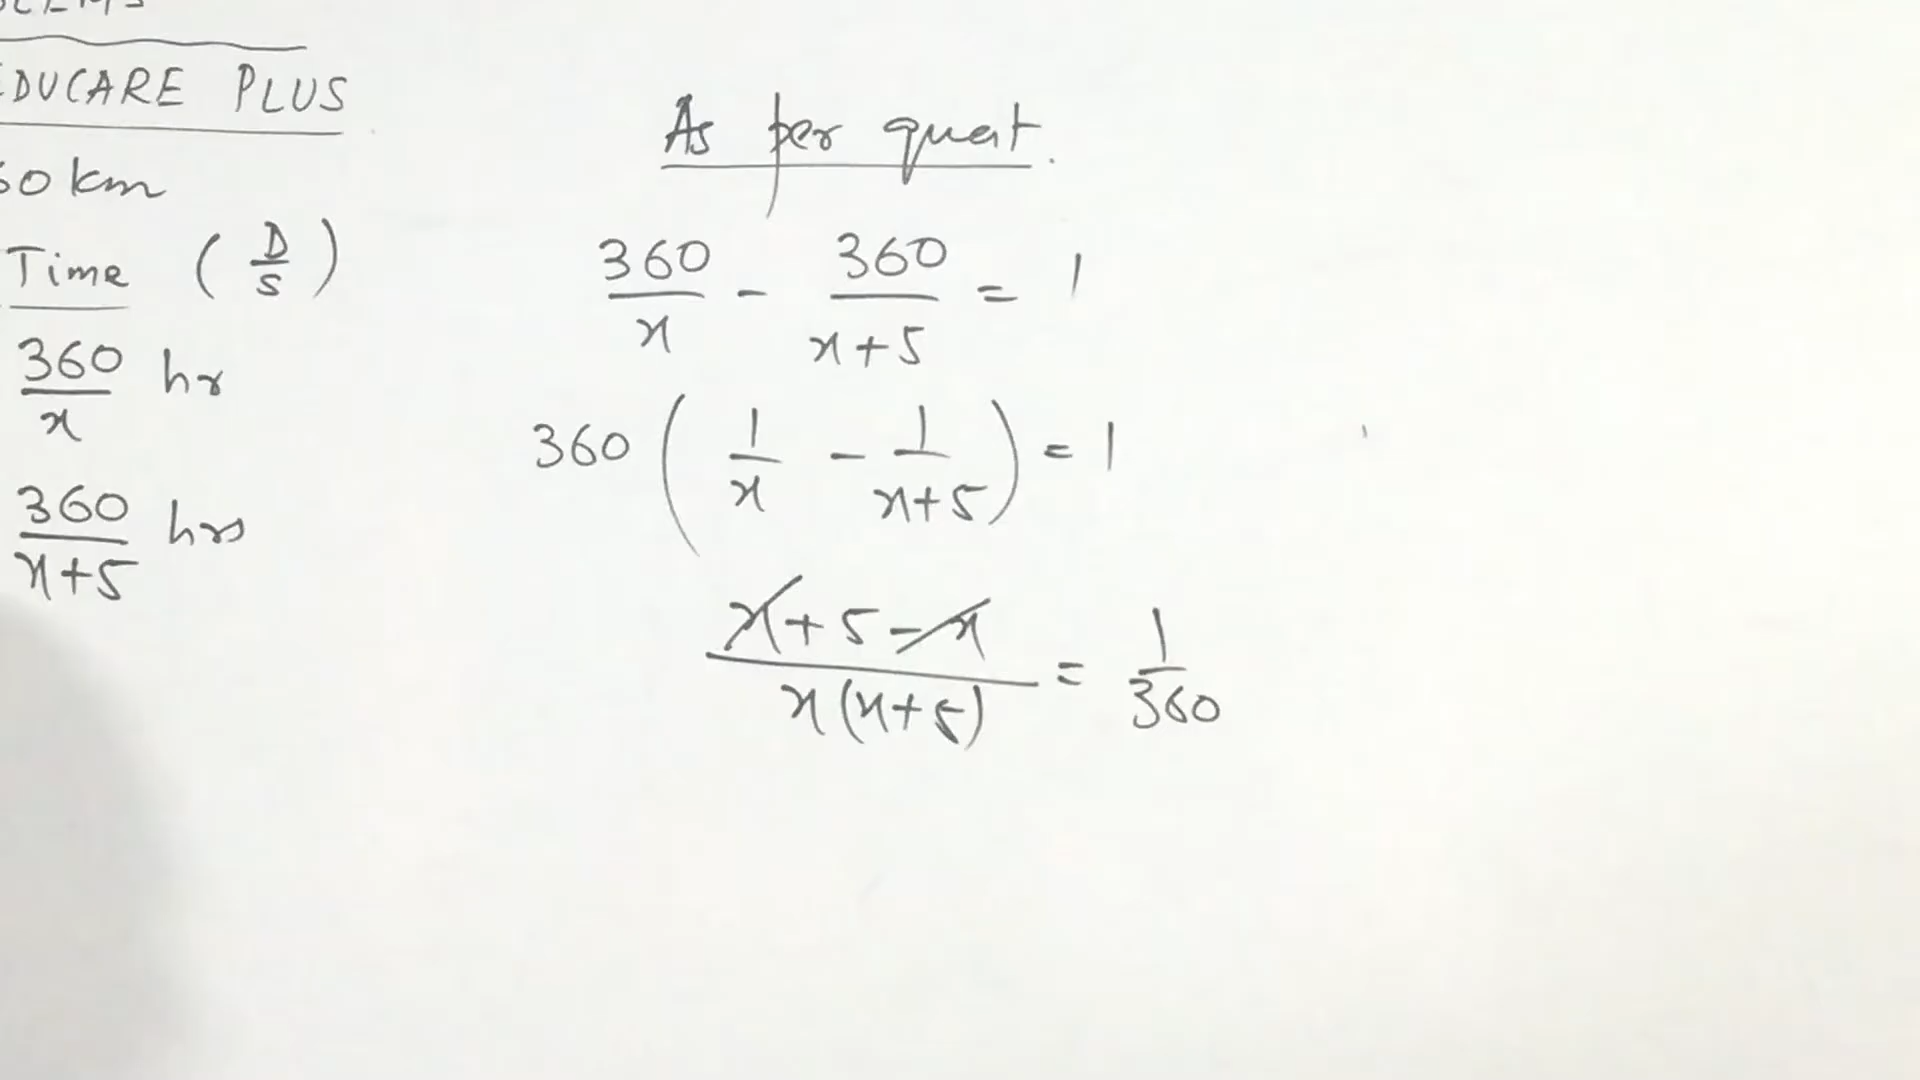 EDUCARE PLUS
60 km
Time ( D/S )
360/x hr
360/x+5 hrs
As per quest.
360/x - 360/x+5 = 1
360 ( 1/x - 1/x+5 ) = 1
x+5-x/x(x+5) = 1/360